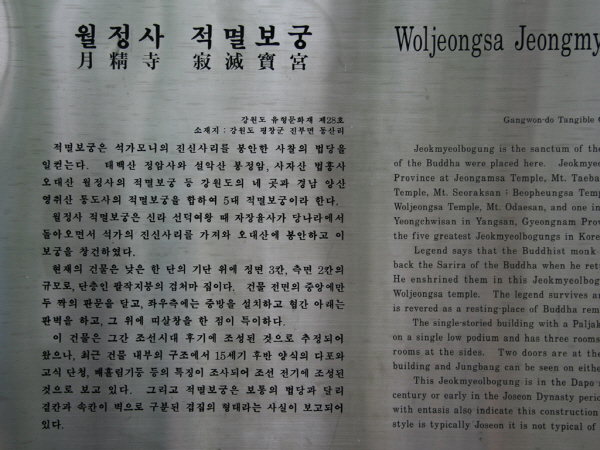 월정사 적멸보궁
月精寺 寂滅寶宮
강원도 유형문화재 제28호
소재지 : 강원도 평창군 진부면 동산리
적멸보궁은 석가모니의 진신사리를 봉안한 사찰의 법당을
일컫는다. 태백산 정암사와 설악산 봉정암, 사자산 법흥사
오대산 월정사의 적멸보궁 등 강원도의 네 곳과 경남 양산
영취산 통도사의 적멸보궁을 합하여 5대 적멸보궁이라 한다.
월정사 적멸보궁은 신라 선덕여왕 때 자장율사가 당나라에서
돌아오면서 석가의 진신사리를 가져와 오대산에 봉안하고 이
보궁을 창건하였다.
현재의 건물은 낮은 한 단의 기단 위에 정면 3칸, 측면 2칸의
규모로, 단층인 팔작지붕의 겹처마 집이다. 건물 전면의 중앙에만
두 짝의 판문을 달고, 좌우측에는 중방을 설치하고 협간 아래는
판벽을 하고, 그 위에 띠살창을 한 점이 특이하다.
이 건물은 그간 조선시대 후기에 조성된 것으로 추정되어
왔으나, 최근 건물 내부의 구조에서 15세기 후반 양식의 다포와
고식 단청, 배흘림기둥 등의 특징이 조사되어 조선 전기에 조성된
것으로 보고 있다. 그리고 적멸보궁은 보통의 법당과 달리
겉칸과 속칸이 벽으로 구분된 겹집의 형태라는 사실이 보고되어
있다.
Woljeongsa Jeongmy
Gangwon-do Tangible
Jeokmyeolbogung is the sanctum of the
of the Buddha were placed here. Jeokmyeo
Province at Jeongamsa Temple, Mt. Taeba
Temple, Mt. Seoraksan : Beopheungsa Temp
Woljeongsa Temple, Mt. Odaesan, and one in
Yeongchwisan in Yangsan, Gyeongnam Provin
the five greatest Jeokmyeolbogungs in Kore
Legend says that the Buddhist monk
back the Sarira of the Buddha when he retu
He enshrined them in this Jeokmyeolbog
Woljeongsa temple. The legend survives an
is revered as a resting-place of Buddha rem
The single-storied building with a Paljak
on a single low podium and has three rooms
rooms at the sides. Two doors are at the
building and Jungbang can be seen on eithe
This Jeokmyeolbogung is in the Dapo s
century or early in the Joseon Dynasty perio
with entasis also indicate this construction
style is typically Joseon it is not typical of